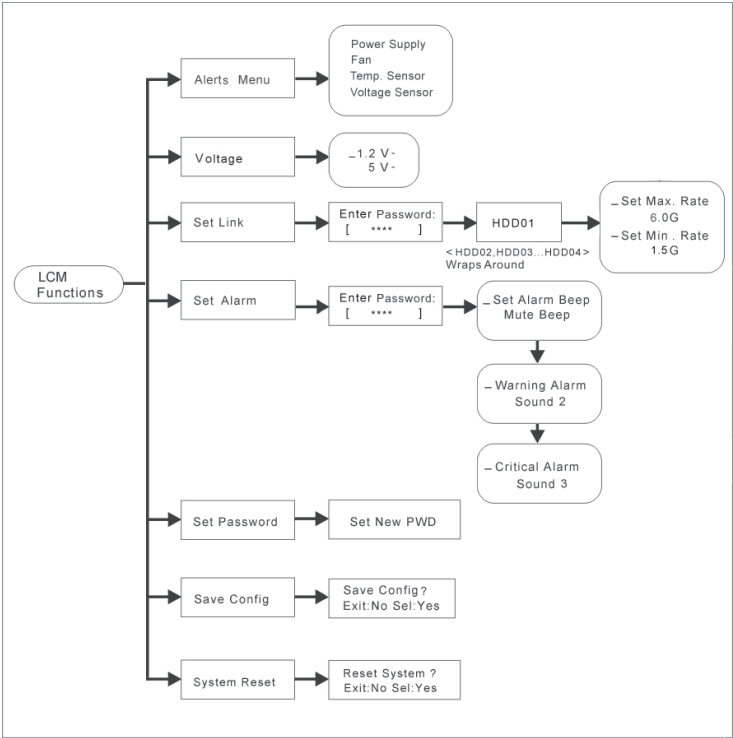 LCM
Functions
Alerts Menu
Power Supply
Fan
Temp. Sensor
Voltage Sensor
Voltage
_1.2 V-
5 V-
Set Link
Enter Password:
[ **** ]
HDD01
<HDD02,HDD03...HDD04>
Wraps Around
_ Set Max. Rate
6.0G
– Set Min . Rate
1.5G
Set Alarm
Enter Password:
[ **** ]
– Set Alarm Beep
Mute Beep
– Warning Alarm
Sound 2
– Critical Alarm
Sound 3
Set Password
Set New PWD
Save Config
Save Config?
Exit:No Sel:Yes
System Reset
Reset System ?
Exit:No Sel:Yes